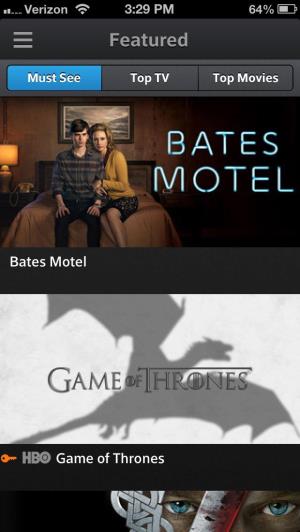 Verizon 3:29 PM 64%
Featured
Must See Top TV Top Movies
BATES
MOTEL
Bates Motel
GAME OF THRONES
HBO Game of Thrones